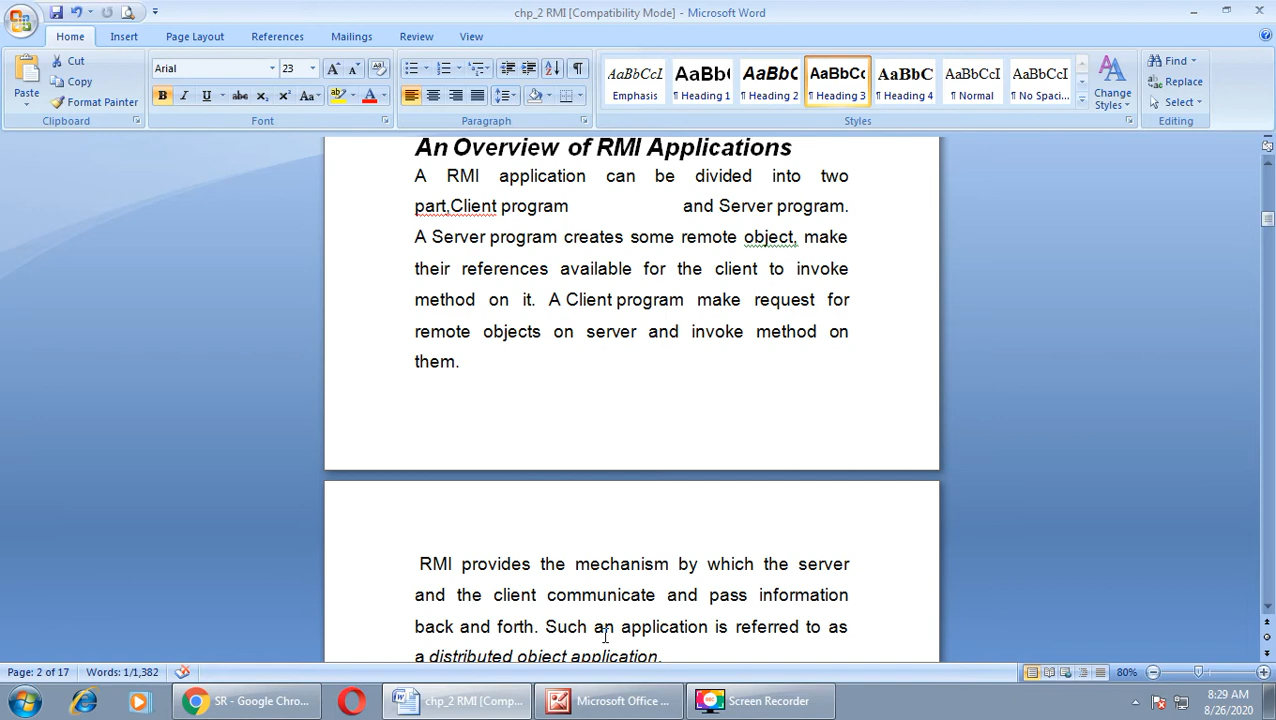 chp_2 RMI [Compatibility Mode] - Microsoft Word
Home Insert Page Layout References Mailings Review View
Paste Cut Copy Format Painter Clipboard
Arial 23 Font
Paragraph
AaBbCcI Emphasis AaBb( ¶ Heading 1 AaBbC ¶ Heading 2 AaBbCc ¶ Heading 3 AaBbC ¶ Heading 4 AaBbCcI ¶ Normal AaBbCcI ¶ No Spaci... Change Styles Styles
Find Replace Select Editing
An Overview of RMI Applications
A RMI application can be divided into two
part,Client program and Server program.
A Server program creates some remote object, make
their references available for the client to invoke
method on it. A Client program make request for
remote objects on server and invoke method on
them.
RMI provides the mechanism by which the server
and the client communicate and pass information
back and forth. Such an application is referred to as
a distributed object application.
Page: 2 of 17 Words: 1/1,382 80%
SR - Google Chro... chp_2 RMI [Comp... Microsoft Office ... Screen Recorder 8:29 AM
8/26/2020